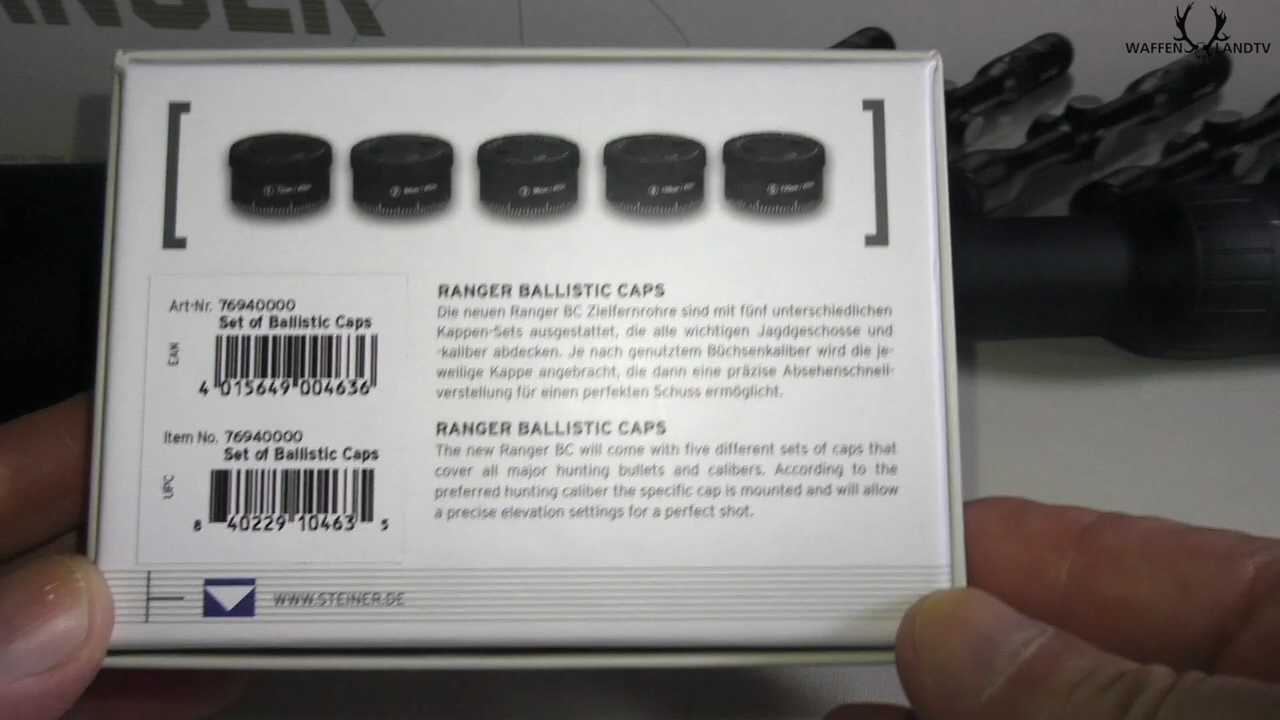 WAFFEN LANDTV
RANGER BALLISTIC CAPS
Die neuen Ranger BC Zielfernrohre sind mit fünf unterschiedlichen
Kappen-Sets ausgestattet, die alle wichtigen Jagdgeschosse und
-kaliber abdecken. Je nach genutztem Büchsenkaliber wird die je-
weilige Kappe angebracht, die dann eine präzise Absehenschnell-
verstellung für einen perfekten Schuss ermöglicht.
RANGER BALLISTIC CAPS
The new Ranger BC will come with five different sets of caps that
cover all major hunting bullets and calibers. According to the
preferred hunting caliber the specific cap is mounted and will allow
a precise elevation settings for a perfect shot.
Art-Nr. 76940000
Set of Ballistic Caps
EAN
4 015649 004636
Item No. 76940000
Set of Ballistic Caps
UPC
8 40229 10463 5
WWW.STEINER.DE